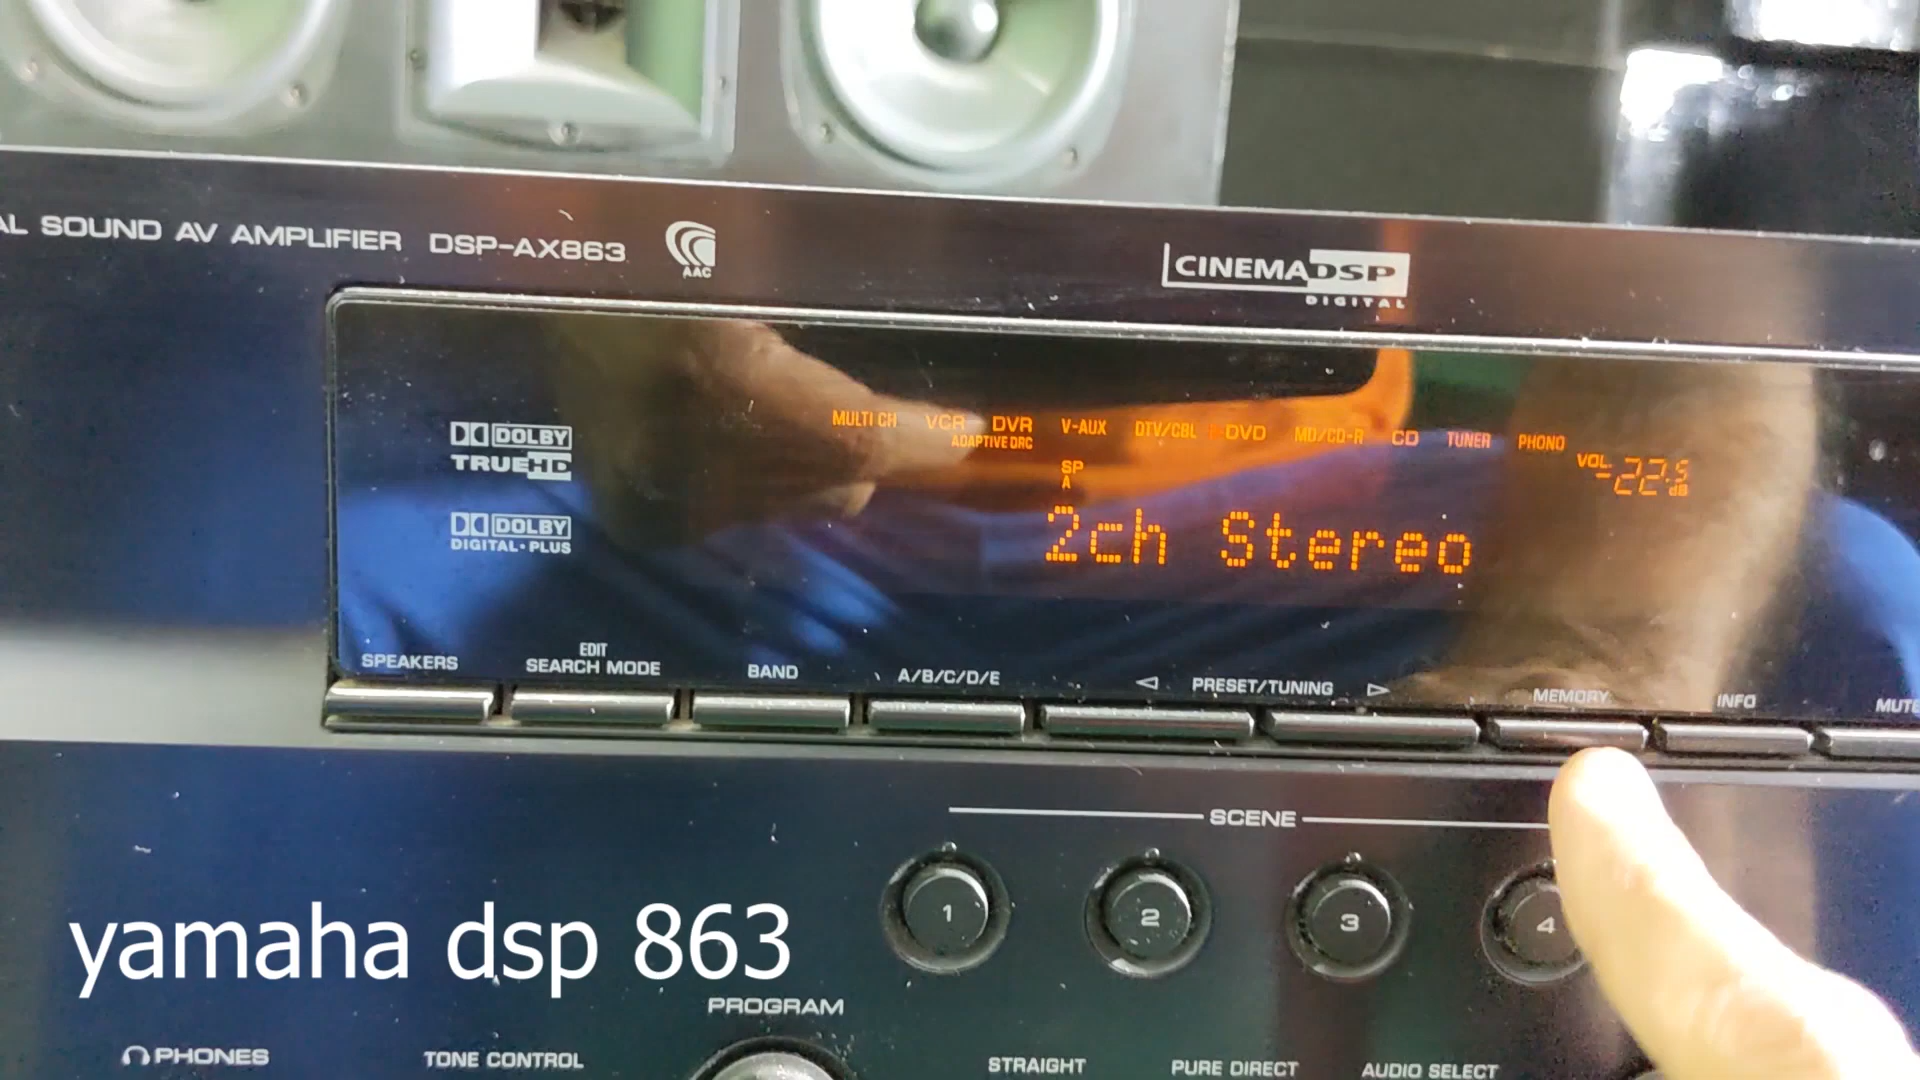 AL SOUND AV AMPLIFIER DSP-AX863
AAC
CINEMA DSP
DIGITAL
MULTI CH VCR DVR V-AUX DTV/CBL DVD MD/CD-R CD TUNER PHONO
ADAPTIVE DRC
DOLBY
TRUEHD
SP
A
VOL. -22.5 dB
2ch Stereo
DOLBY
DIGITAL·PLUS
SPEAKERS
EDIT
SEARCH MODE
BAND
A/B/C/D/E
PRESET/TUNING
MEMORY
INFO
MUTE
SCENE
1 2 3 4
yamaha dsp 863
PROGRAM
PHONES
TONE CONTROL
STRAIGHT
PURE DIRECT
AUDIO SELECT